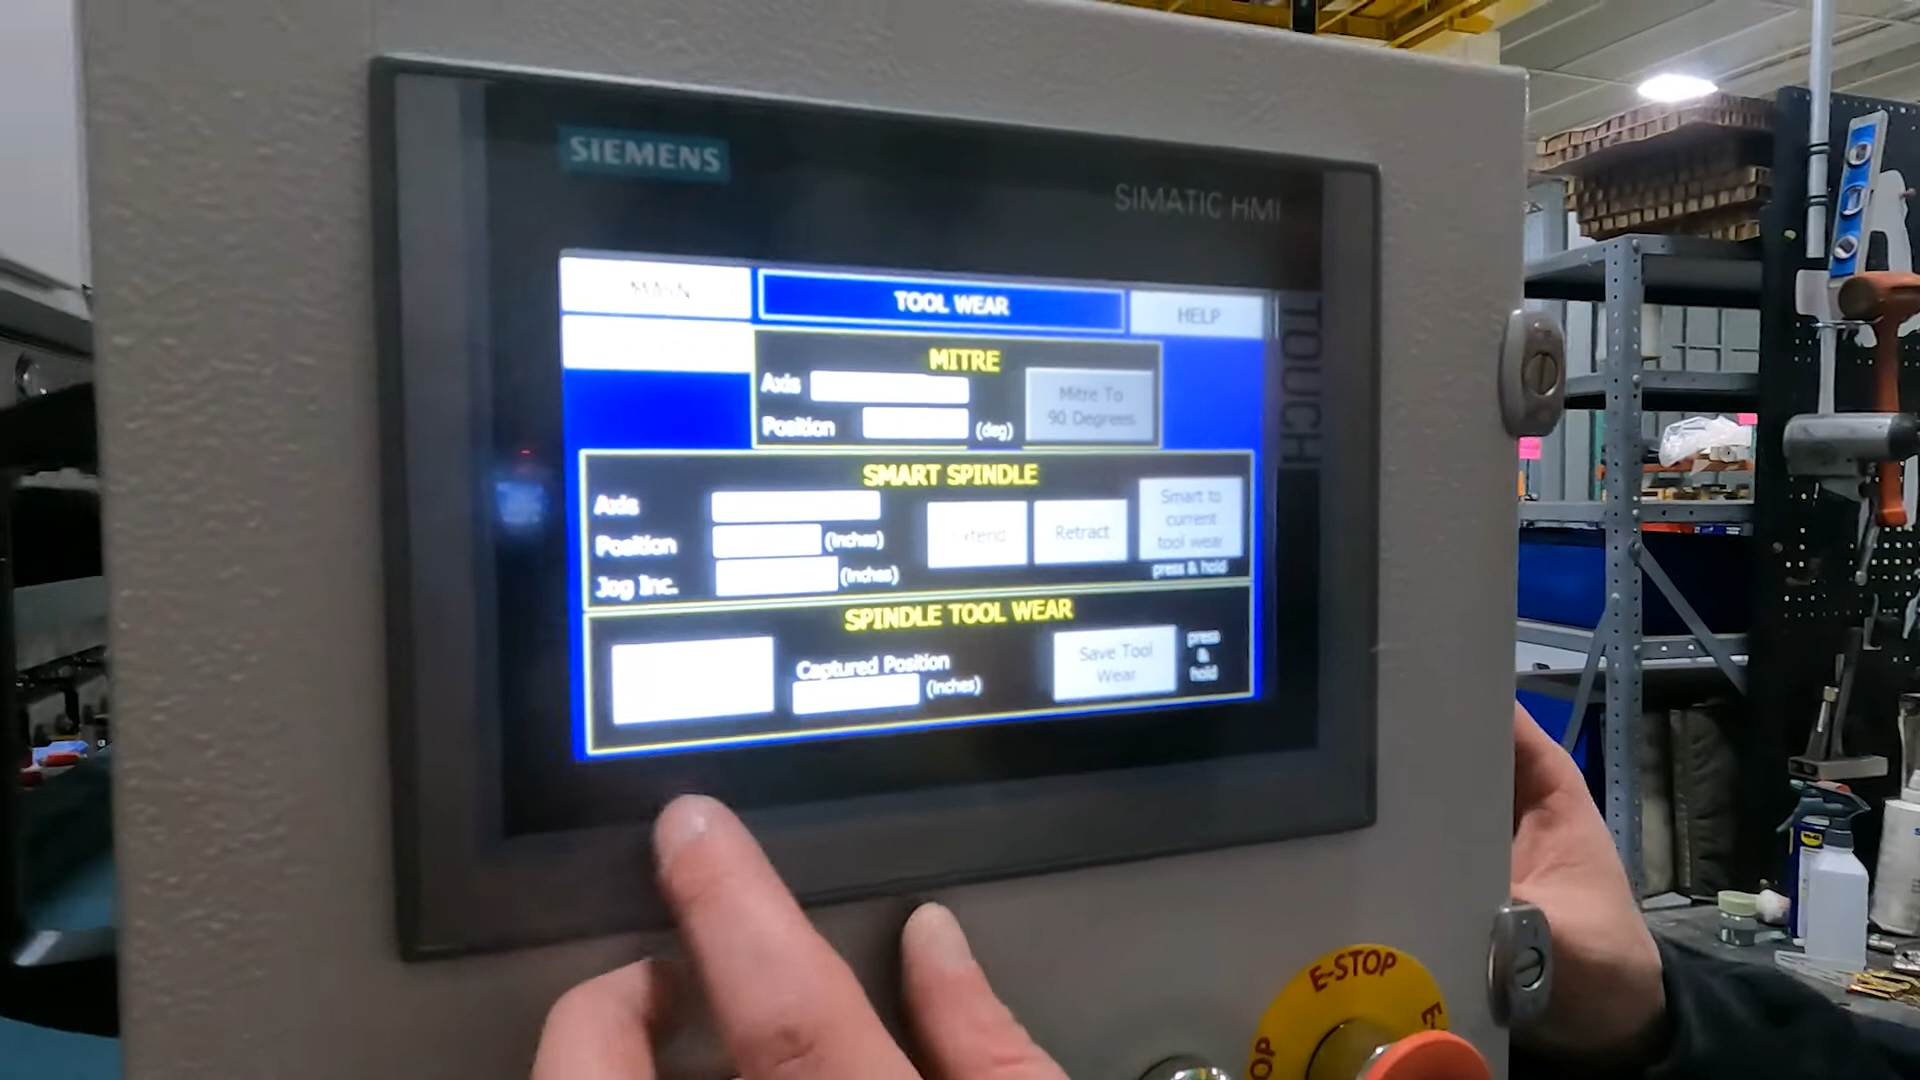 SIEMENS
SIMATIC HMI
TOUCH
MAIN
TOOL WEAR
HELP
MITRE
Axis
Position
(deg)
Mitre To
90 Degrees
SMART SPINDLE
Axis
Position
(inches)
Jog Inc.
(inches)
Extend
Retract
Smart to
current
tool wear
press & hold
SPINDLE TOOL WEAR
Captured Position
(inches)
Save Tool
Wear
press
&
hold
E-STOP